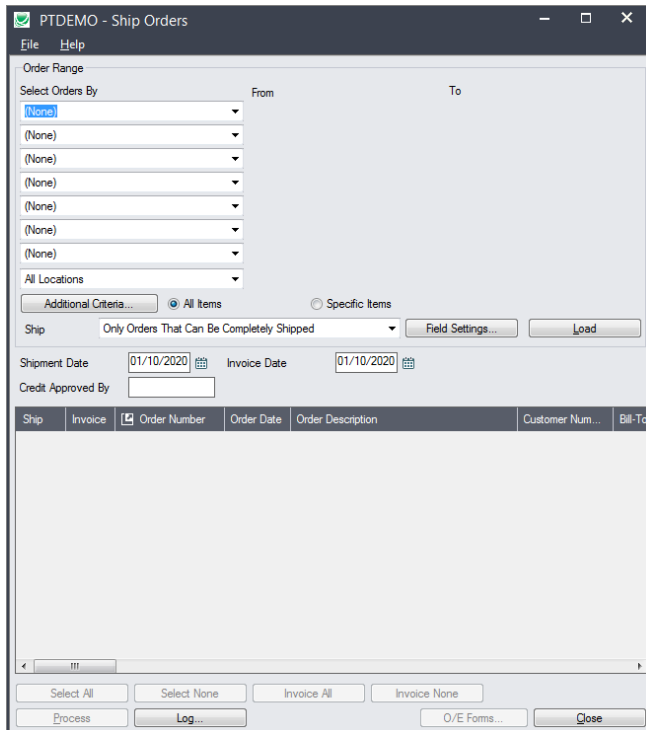 PTDEMO - Ship Orders
File Help
Order Range
Select Orders By From To
(None)
(None)
(None)
(None)
(None)
(None)
(None)
All Locations
Additional Criteria... All Items Specific Items
Ship Only Orders That Can Be Completely Shipped Field Settings... Load
Shipment Date 01/10/2020 Invoice Date 01/10/2020
Credit Approved By
Ship Invoice Order Number Order Date Order Description Customer Num... Bill-To
Select All Select None Invoice All Invoice None
Process Log... O/E Forms... Close